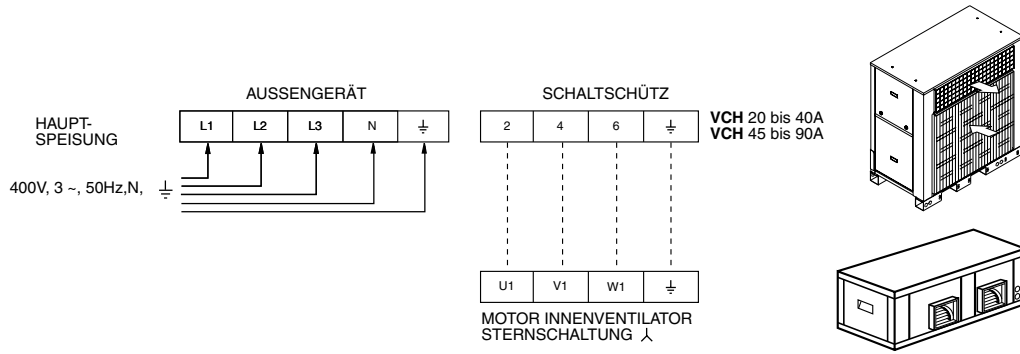 AUSSENGERÄT
SCHALTSCHÜTZ
HAUPT-
SPEISUNG
L1 L2 L3 N ⏚
2 4 6 ⏚
VCH 20 bis 40A
VCH 45 bis 90A
400V, 3 ~, 50Hz,N, ⏚
U1 V1 W1 ⏚
MOTOR INNENVENTILATOR
STERNSCHALTUNG ⅄